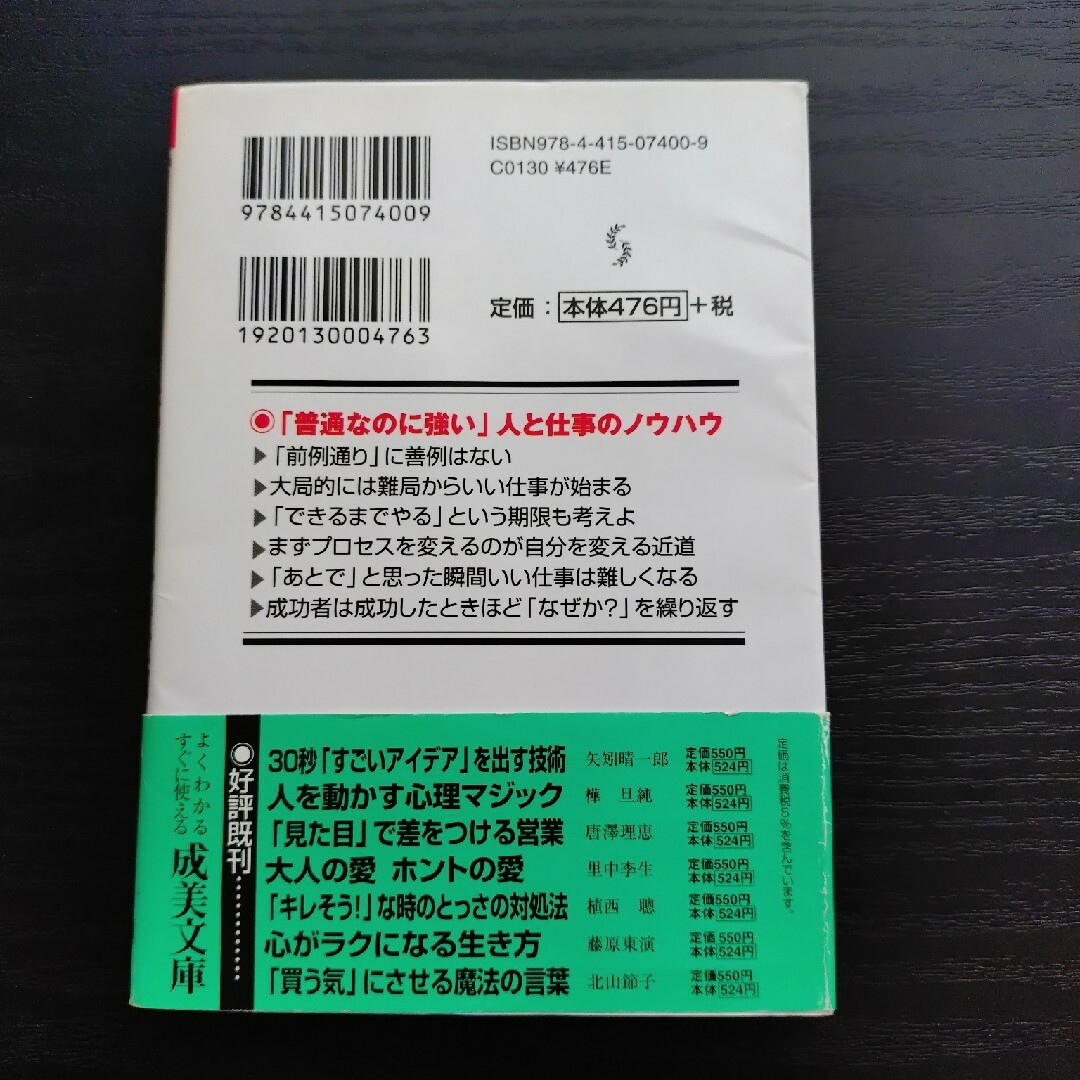 9784415074009
ISBN978-4-415-07400-9
C0130 ¥476E
1920130004763
定価：本体476円＋税
◉「普通なのに強い」人と仕事のノウハウ
▶「前例通り」に善例はない
▶大局的には難局からいい仕事が始まる
▶「できるまでやる」という期限も考えよ
▶まずプロセスを変えるのが自分を変える近道
▶「あとで」と思った瞬間いい仕事は難しくなる
▶成功者は成功したときほど「なぜか？」を繰り返す
よくわかる
すぐに使える
成美文庫
◉好評既刊…………
30秒「すごいアイデア」を出す技術 矢矧晴一郎 定価550円
本体524円
人を動かす心理マジック 樺 旦純 定価550円
本体524円
「見た目」で差をつける営業 唐澤理恵 定価550円
本体524円
大人の愛 ホントの愛 里中李生 定価550円
本体524円
「キレそう！」な時のとっさの対処法 植西 聰 定価550円
本体524円
心がラクになる生き方 藤原東演 定価550円
本体524円
「買う気」にさせる魔法の言葉 北山節子 定価550円
本体524円
定価は消費税5％を含んでいます。